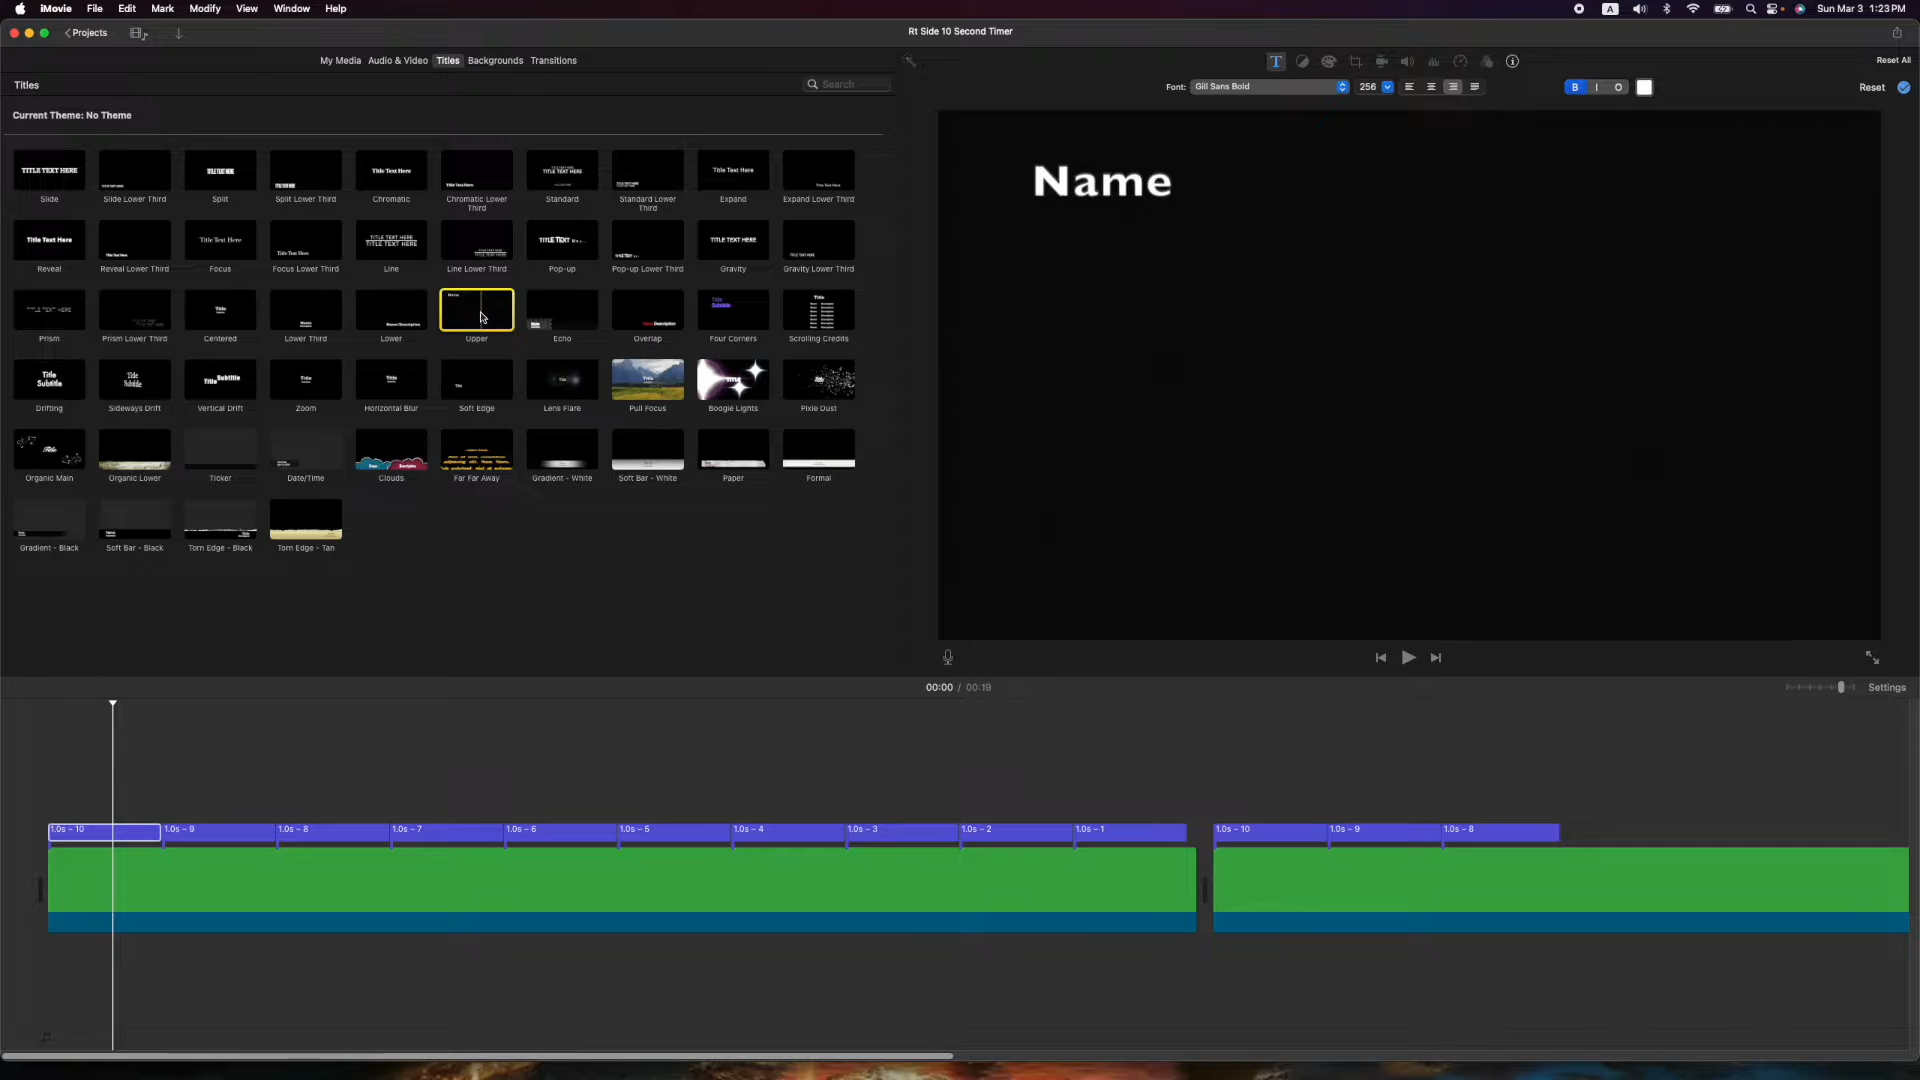 iMovie File Edit Mark Modify View Window Help
A
Sun Mar 3 1:23 PM
Projects
Rt Side 10 Second Timer
My Media Audio & Video Titles Backgrounds Transitions
Reset All
Titles
Search
Font: Gill Sans Bold 256
B I O
Reset
Current Theme: No Theme
TITLE TEXT HERE
Title Text Here
Slide
Slide Lower Third
Split
Split Lower Third
Chromatic
Chromatic Lower Third
Standard
Standard Lower Third
Expand
Expand Lower Third
Reveal
Reveal Lower Third
Focus
Focus Lower Third
Line
Line Lower Third
Pop-up
Pop-up Lower Third
Gravity
Gravity Lower Third
Prism
Prism Lower Third
Centered
Lower Third
Lower
Upper
Echo
Overlap
Four Corners
Scrolling Credits
Drifting
Sideways Drift
Vertical Drift
Zoom
Horizontal Blur
Soft Edge
Lens Flare
Pull Focus
Boogie Lights
Pixie Dust
Organic Main
Organic Lower
Ticker
Date/Time
Clouds
Far Far Away
Gradient - White
Soft Bar - White
Paper
Formal
Gradient - Black
Soft Bar - Black
Torn Edge - Black
Torn Edge - Tan
Name
00:00 / 00:19
Settings
1.0s – 10
1.0s – 9
1.0s – 8
1.0s – 7
1.0s – 6
1.0s – 5
1.0s – 4
1.0s – 3
1.0s – 2
1.0s – 1
1.0s – 10
1.0s – 9
1.0s – 8